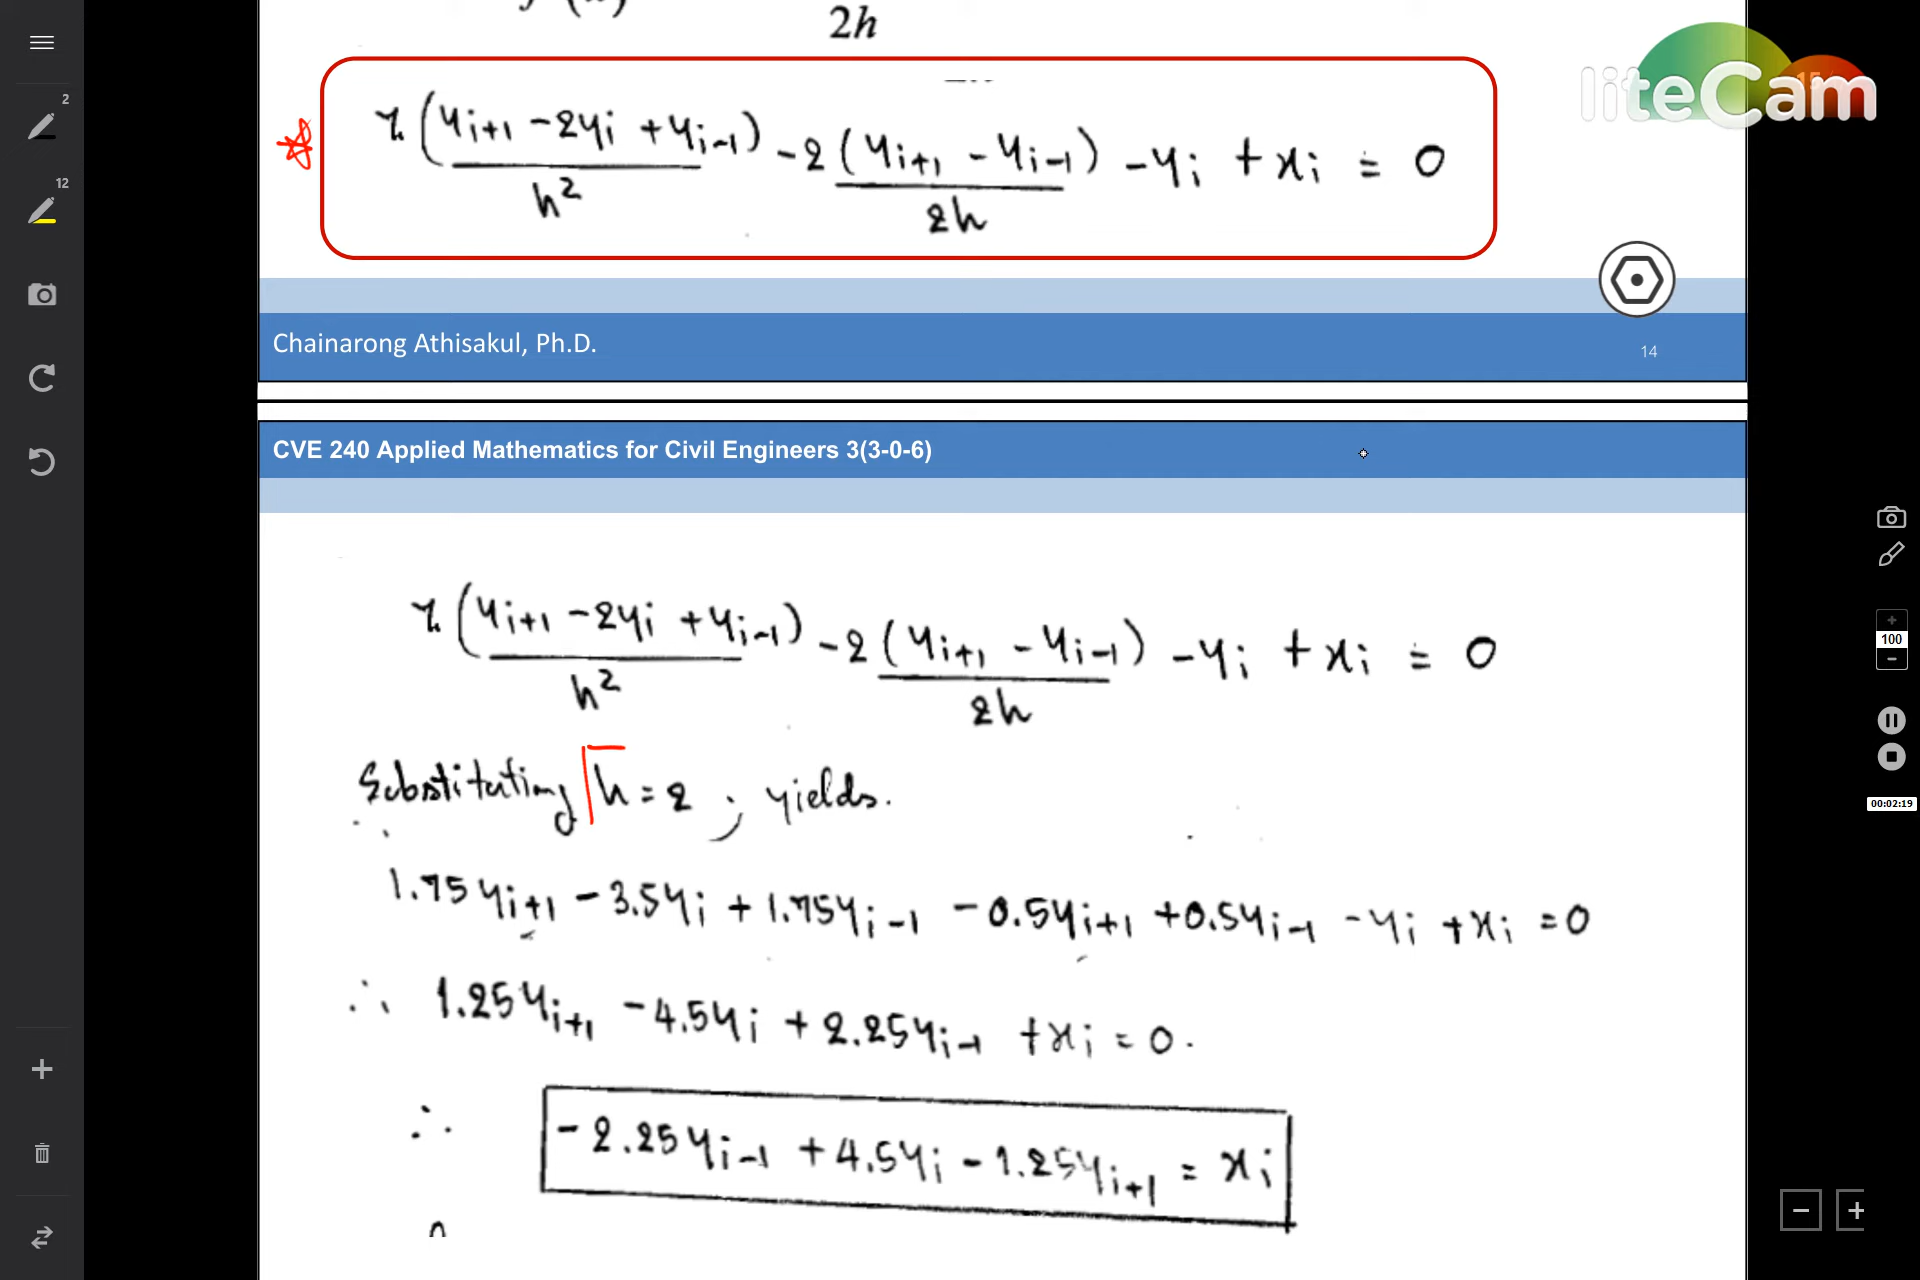 2h
7. (yi+1 - 2yi + yi-1) / h² - 2 (yi+1 - yi-1) / 2h - yi + xi = 0
liteCam
Chainarong Athisakul, Ph.D.
14
CVE 240 Applied Mathematics for Civil Engineers 3(3-0-6)
7. (yi+1 - 2yi + yi-1) / h² - 2 (yi+1 - yi-1) / 2h - yi + xi = 0
Substituting h = 2 ; yields.
1.75yi+1 - 3.5yi + 1.75yi-1 - 0.5yi+1 + 0.5yi-1 - yi + xi = 0
∴ 1.25yi+1 - 4.5yi + 2.25yi-1 + xi = 0.
∴ -2.25yi-1 + 4.5yi - 1.25yi+1 = xi
2
12
100
00:02:19